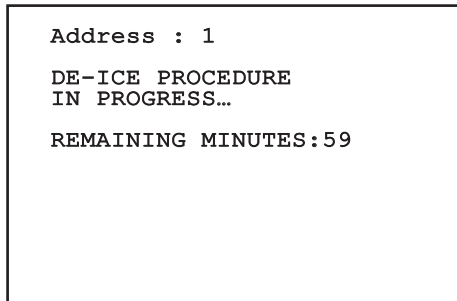 Address : 1
DE-ICE PROCEDURE
IN PROGRESS…
REMAINING MINUTES:59